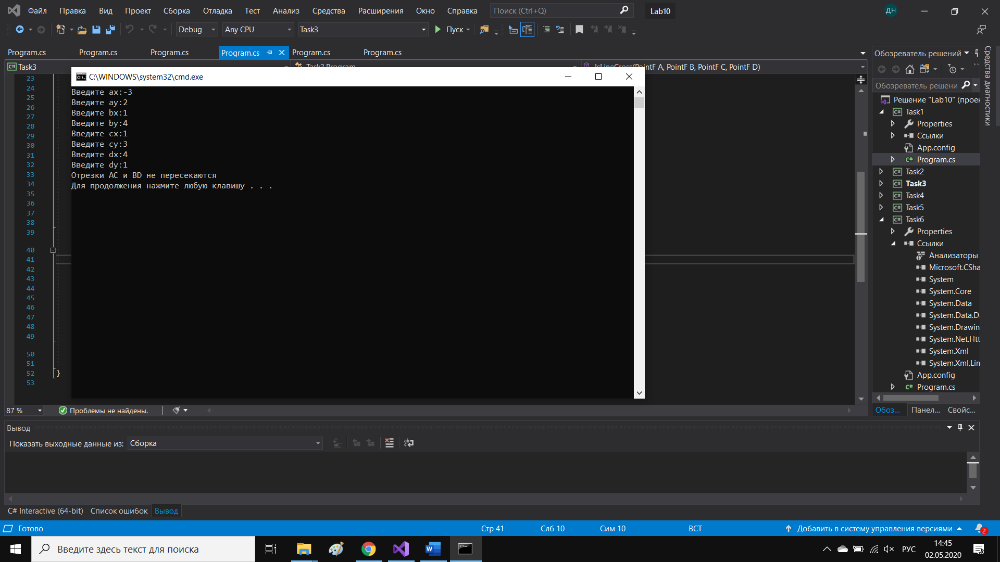 Файл Правка Вид Проект Сборка Отладка Тест Анализ Средства Расширения Окно Справка Поиск (Ctrl+Q) Lab10 ДН
Debug Any CPU Task3 Пуск
Program.cs Program.cs Program.cs Program.cs Program.cs Program.cs
Task3 Task3.Program IsLineCross(PointF A, PointF B, PointF C, PointF D)
C:\WINDOWS\system32\cmd.exe
Введите ax:-3
Введите ay:2
Введите bx:1
Введите by:4
Введите cx:1
Введите cy:3
Введите dx:4
Введите dy:1
Отрезки AC и BD не пересекаются
Для продолжения нажмите любую клавишу . . .
23
24
25
26
27
28
29
30
31
32
33
34
35
36
37
38
39
40
41
42
43
44
45
46
47
48
49
50
51
52 }
53
87 % Проблемы не найдены.
Обозреватель решений
Обозреватель решени
Решение "Lab10" (проек
Task1
Properties
Ссылки
App.config
Program.cs
Task2
Task3
Task4
Task5
Task6
Properties
Ссылки
Анализаторы
Microsoft.CSha
System
System.Core
System.Data
System.Data.D
System.Drawin
System.Net.Htt
System.Xml
System.Xml.Lin
App.config
Program.cs
Обоз... Панел... Свойс...
Средства диагностики
Вывод
Показать выходные данные из: Сборка
C# Interactive (64-bit) Список ошибок Вывод
Готово Стр 41 Слб 10 Сим 10 ВСТ Добавить в систему управления версиями 2
Введите здесь текст для поиска РУС 14:45
02.05.2020